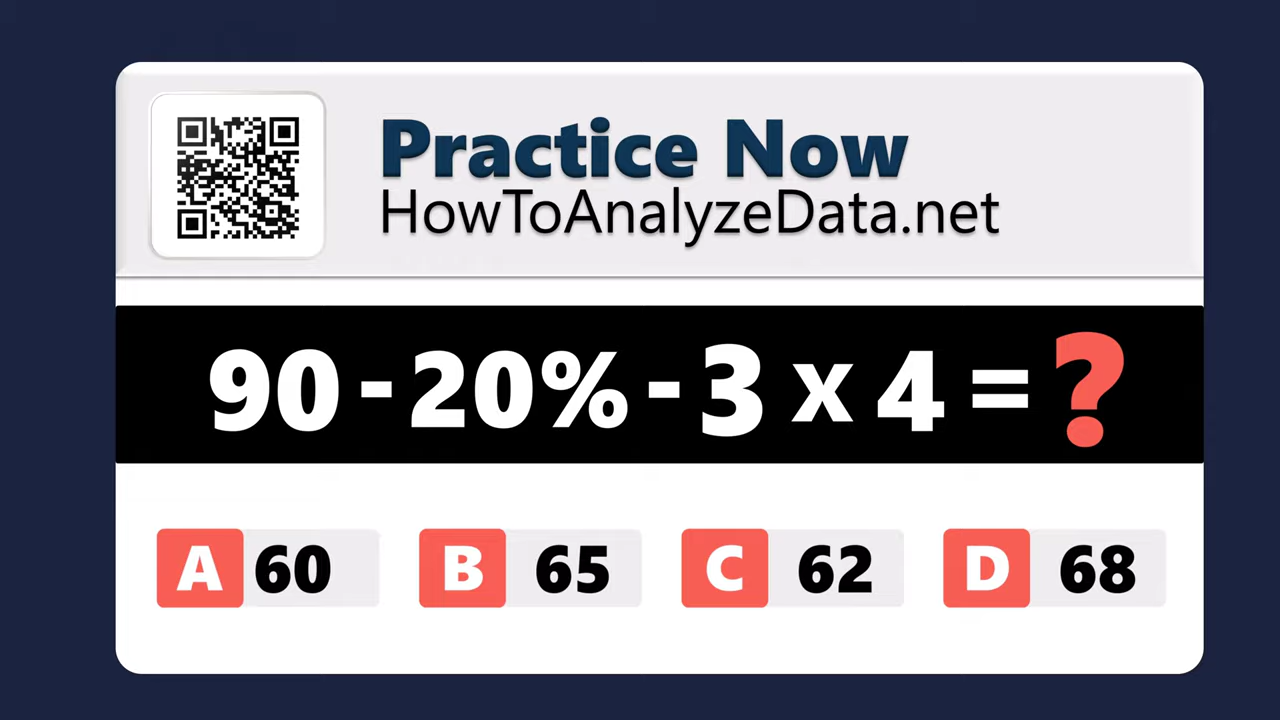 Practice Now
HowToAnalyzeData.net
90 - 20% - 3 x 4 = ?
A 60 B 65 C 62 D 68